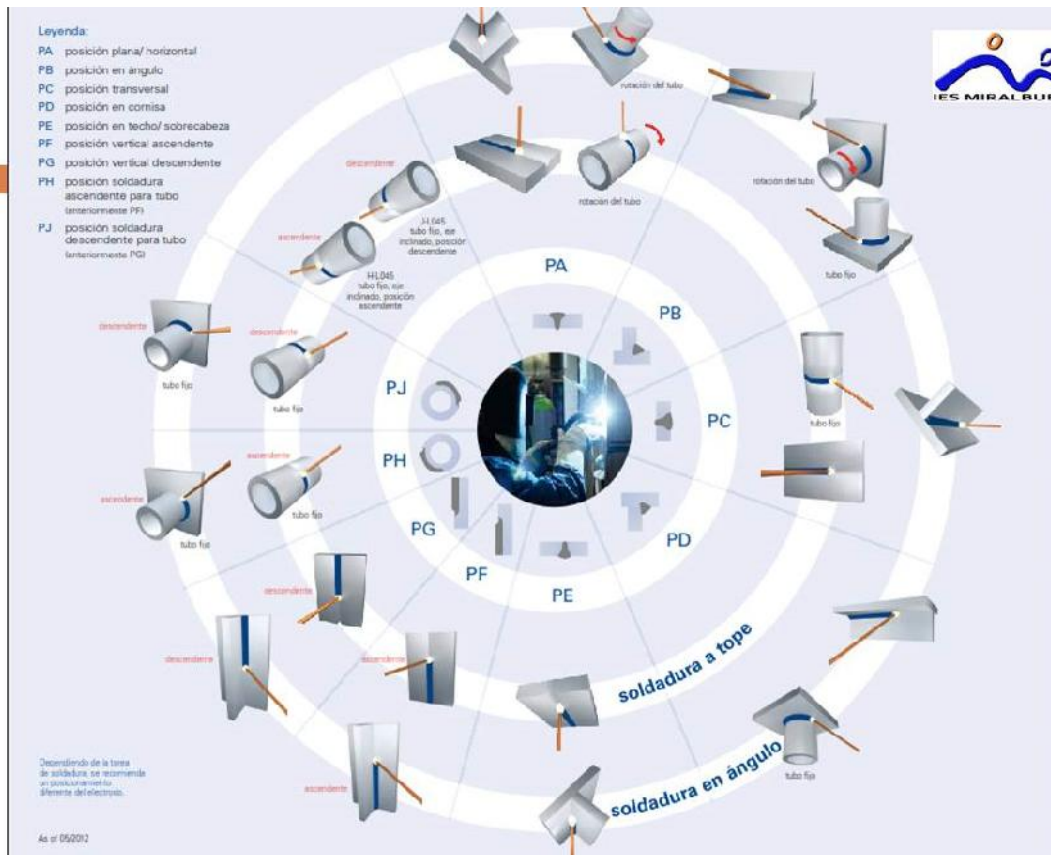 Leyenda:
PA posición plana/ horizontal
PB posición en ángulo
PC posición transversal
PD posición en cornisa
PE posición en techo/ sobrecabeza
PF posición vertical ascendente
PG posición vertical descendente
PH posición soldadura
ascendente para tubo
(anteriormente PF)
PJ posición soldadura
descendente para tubo
(anteriormente PG)
IES MIRALBUE
rotación del tubo
rotación del tubo
rotación del tubo
tubo fijo
descendente
J-L045
tubo fijo, eje
inclinado, posición
descendente
ascendente
H-L045
tubo fijo, eje
inclinado, posición
ascendente
descendente
tubo fijo
descendente
tubo fijo
tubo fijo
PA
PB
PC
PD
PE
PF
PG
PH
PJ
ascendente
tubo fijo
ascendente
tubo fijo
descendente
descendente
ascendente
ascendente
soldadura a tope
soldadura en ángulo
tubo fijo
Dependiendo de la tarea
de soldadura, se recomienda
un posicionamiento
diferente del electrodo.
As of 05/2012